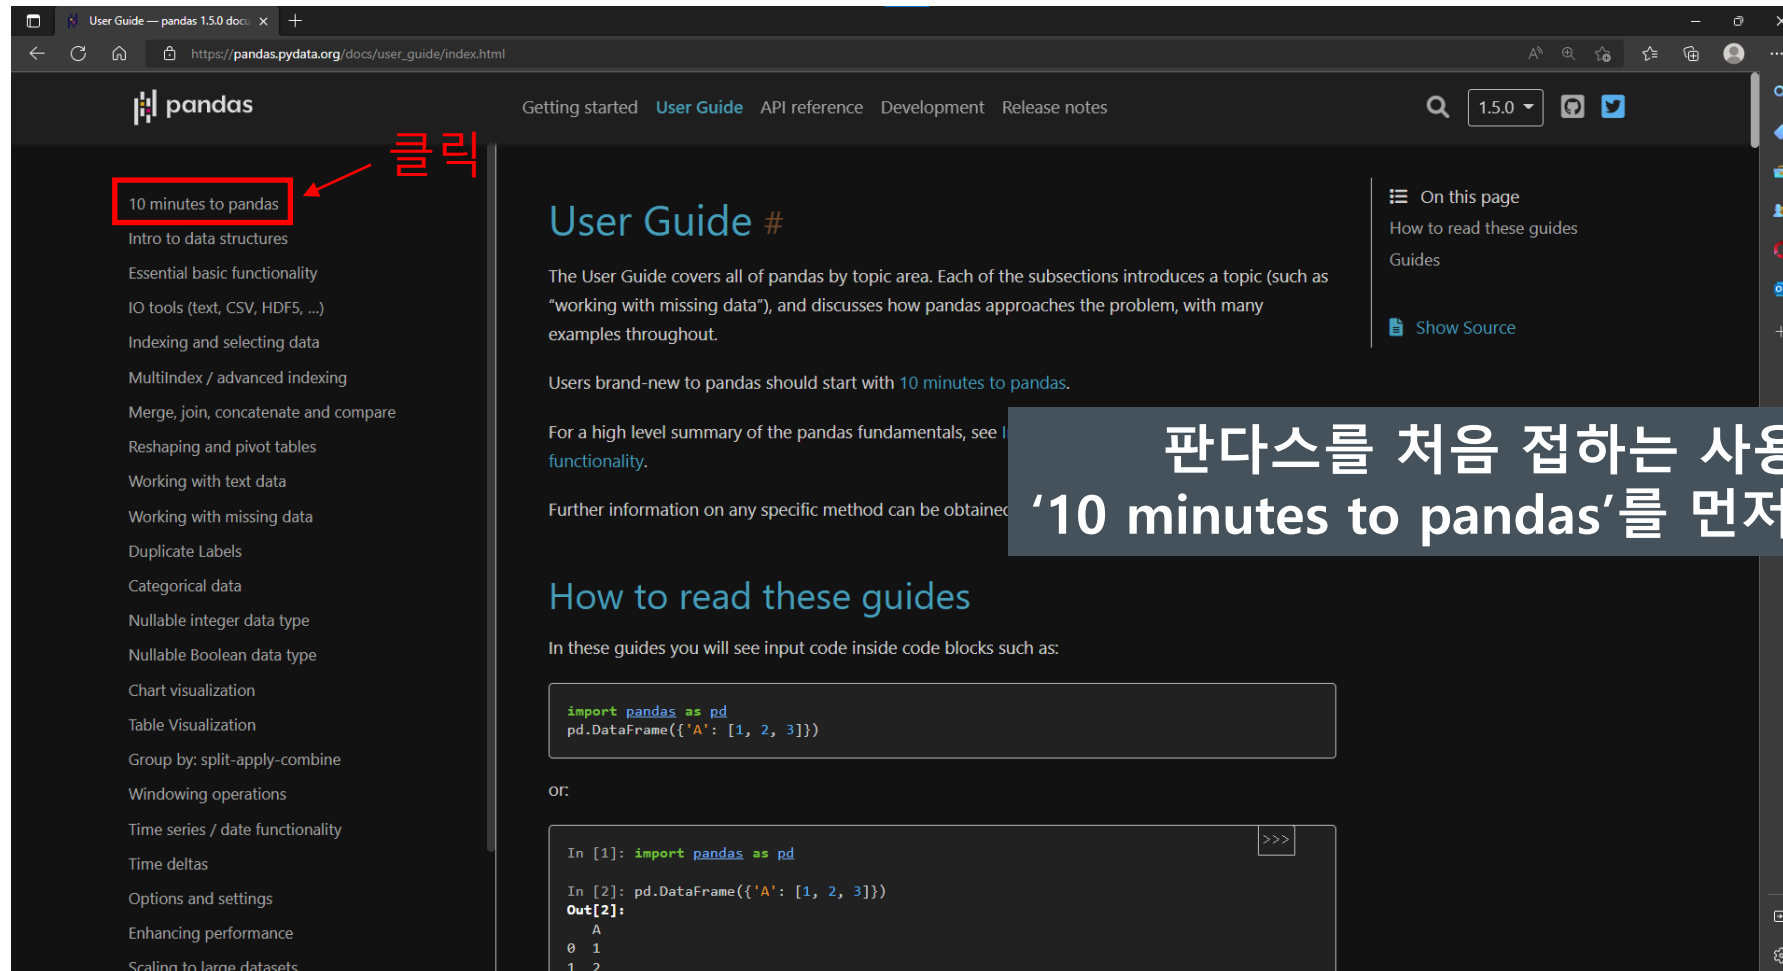 User Guide — pandas 1.5.0 docu
https://pandas.pydata.org/docs/user_guide/index.html
pandas
Getting started User Guide API reference Development Release notes
1.5.0
클릭
10 minutes to pandas
Intro to data structures
Essential basic functionality
IO tools (text, CSV, HDF5, ...)
Indexing and selecting data
MultiIndex / advanced indexing
Merge, join, concatenate and compare
Reshaping and pivot tables
Working with text data
Working with missing data
Duplicate Labels
Categorical data
Nullable integer data type
Nullable Boolean data type
Chart visualization
Table Visualization
Group by: split-apply-combine
Windowing operations
Time series / date functionality
Time deltas
Options and settings
Enhancing performance
Scaling to large datasets
User Guide #
The User Guide covers all of pandas by topic area. Each of the subsections introduces a topic (such as
“working with missing data”), and discusses how pandas approaches the problem, with many
examples throughout.
Users brand-new to pandas should start with 10 minutes to pandas.
For a high level summary of the pandas fundamentals, see
functionality.
Further information on any specific method can be obtained
How to read these guides
In these guides you will see input code inside code blocks such as:
import pandas as pd
pd.DataFrame({'A': [1, 2, 3]})
or:
>>>
In [1]: import pandas as pd
In [2]: pd.DataFrame({'A': [1, 2, 3]})
Out[2]:
A
0 1
1 2
On this page
How to read these guides
Guides
Show Source
판다스를 처음 접하는 사용
‘10 minutes to pandas’를 먼저